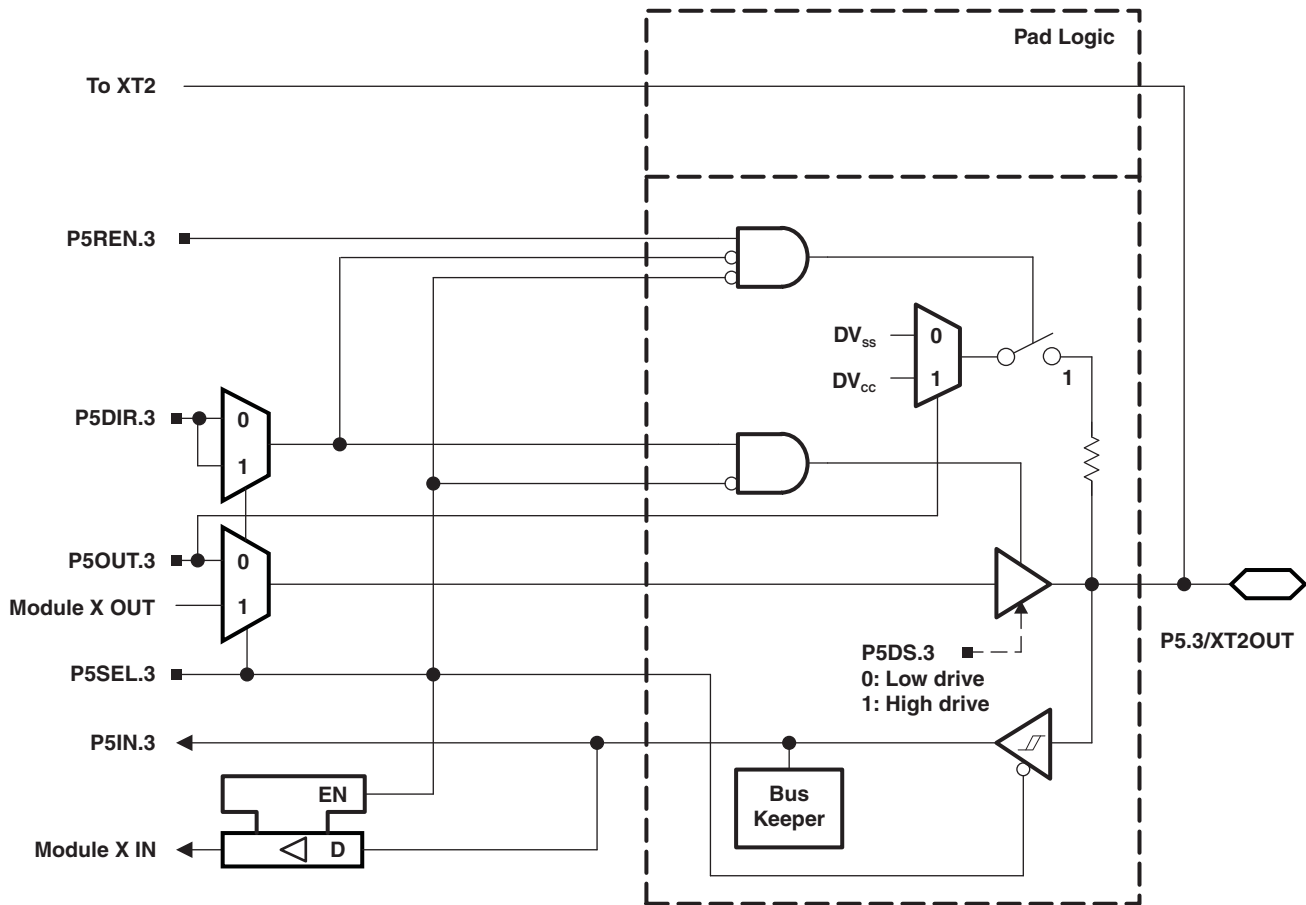 Pad Logic
To XT2
P5REN.3
DVSS
0
DVCC
1
1
P5DIR.3
0
1
P5OUT.3
0
Module X OUT
1
P5SEL.3
P5DS.3
0: Low drive
1: High drive
P5.3/XT2OUT
P5IN.3
EN
Bus
Keeper
Module X IN
D